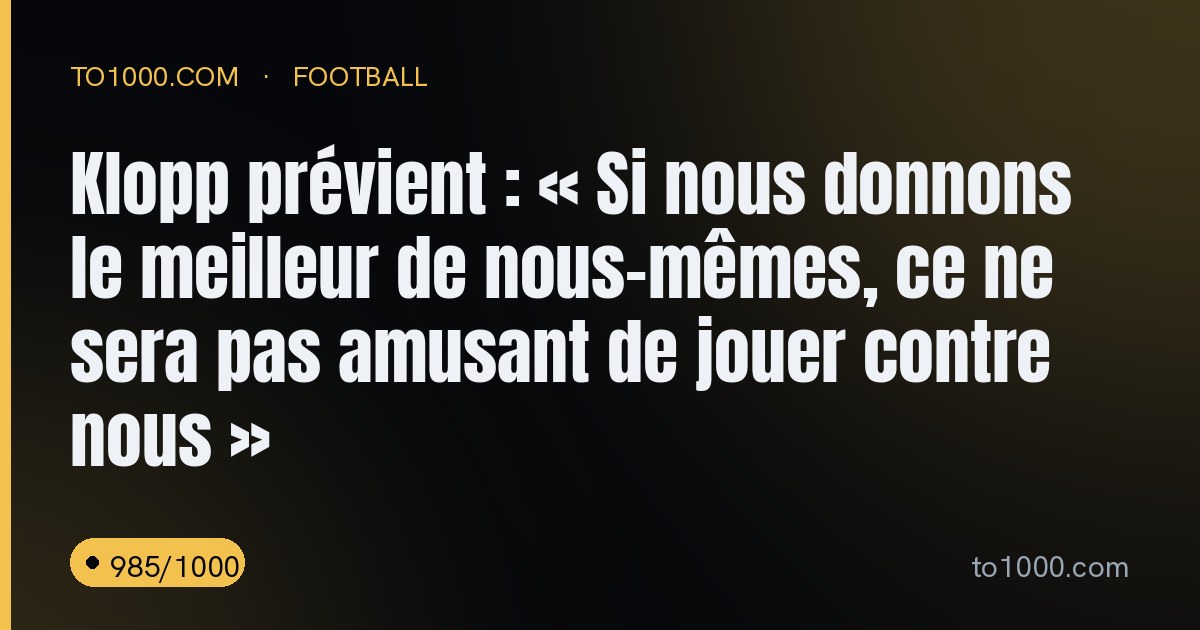 TO1000.COM · FOOTBALL
Klopp prévient : « Si nous donnons
le meilleur de nous-mêmes, ce ne
sera pas amusant de jouer contre
nous »
985/1000
to1000.com